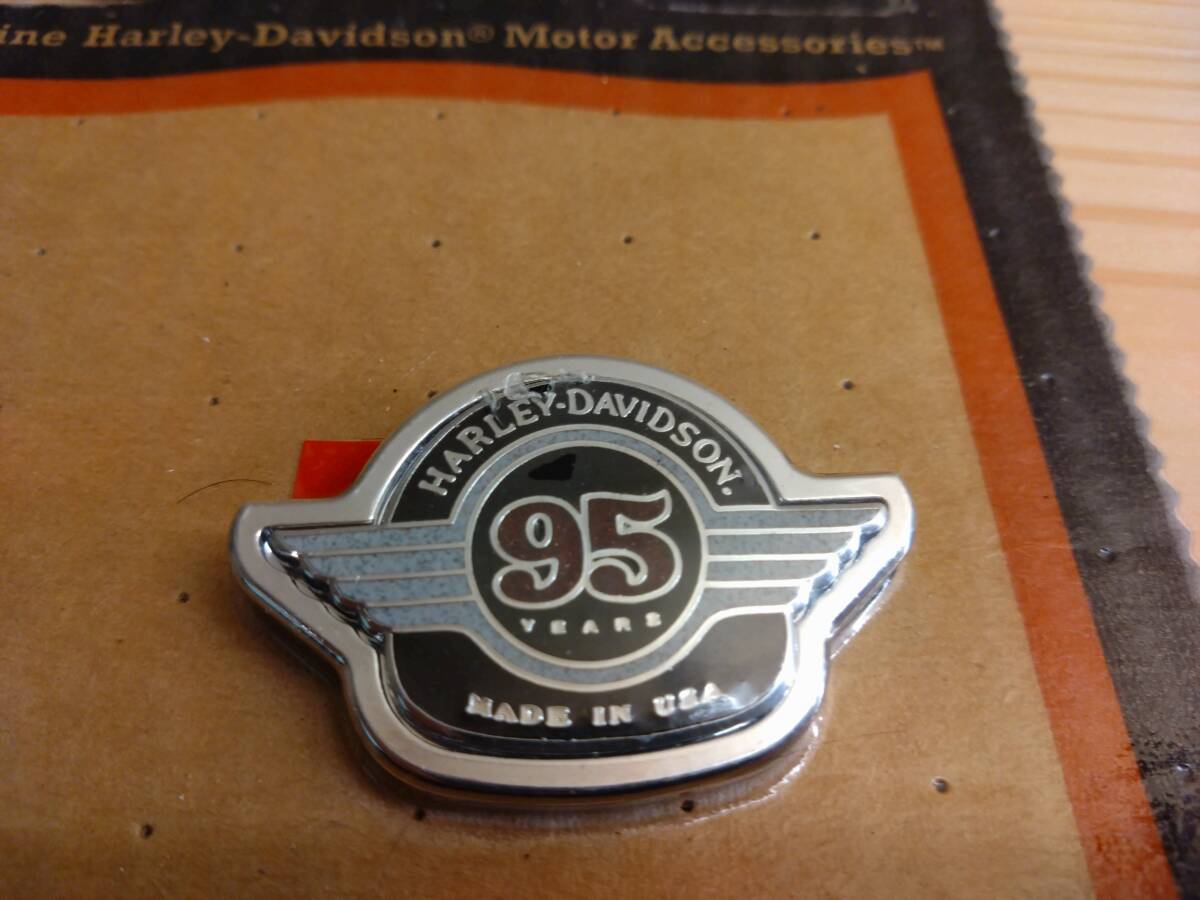 ine Harley-Davidson® Motor Accessories™
HARLEY-DAVIDSON.
95
YEARS
MADE IN USA